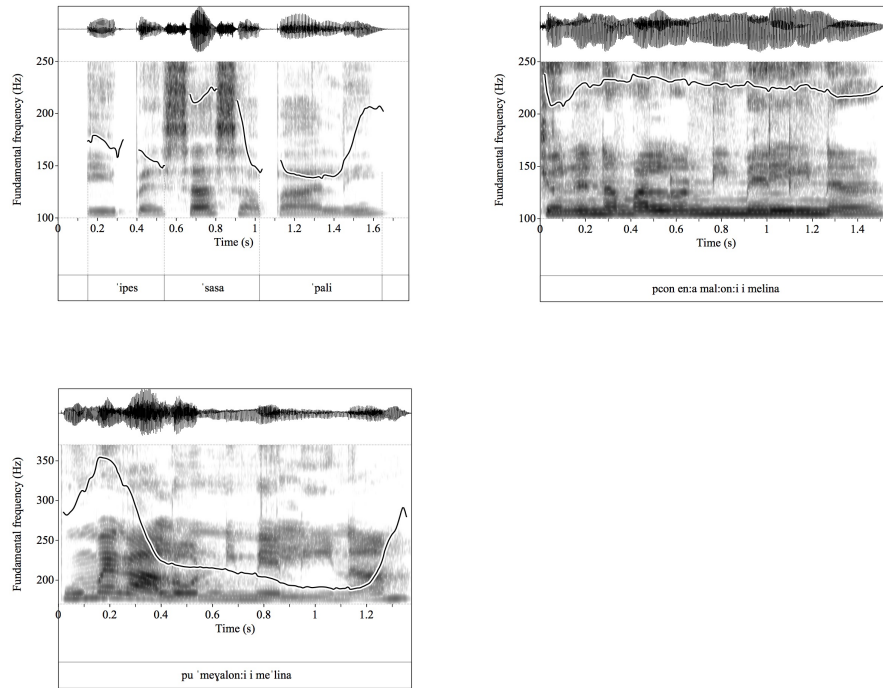 Fundamental frequency (Hz)
250
200
150
100
0 0.2 0.4 0.6 0.8 1 1.2 1.4 1.6
Time (s)
ˈipes ˈsasa ˈpali
Fundamental frequency (Hz)
250
200
150
100
0 0.2 0.4 0.6 0.8 1 1.2 1.4
Time (s)
pcon en:a mal:on:i i melina
Fundamental frequency (Hz)
350
300
250
200
0 0.2 0.4 0.6 0.8 1 1.2
Time (s)
pu ˈmeɣalon:i i meˈlina